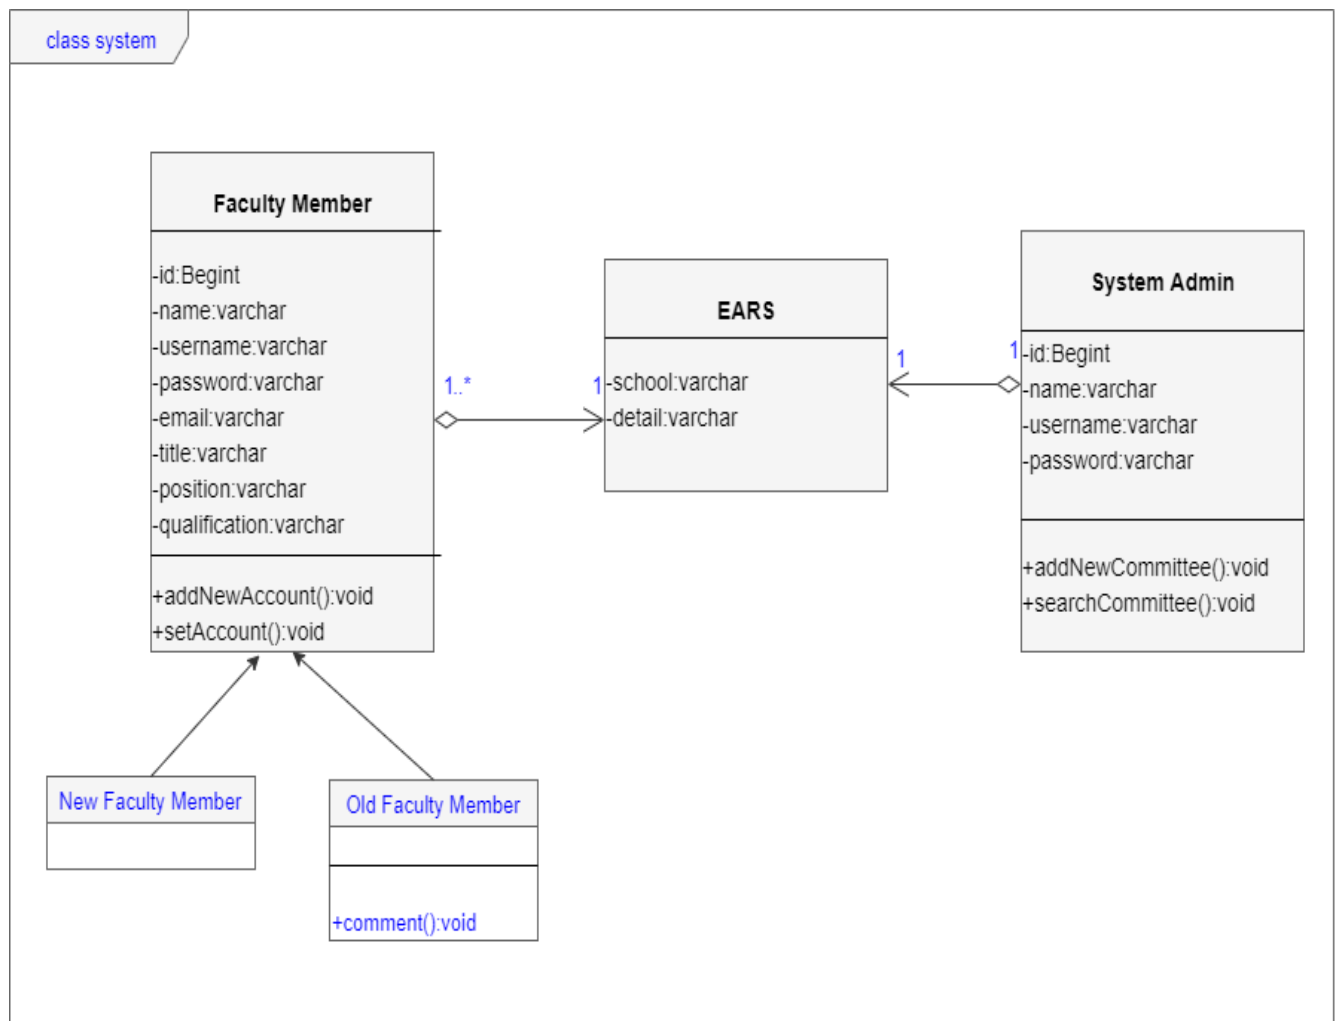 class system
Faculty Member
-id:Begint
-name:varchar
-username:varchar
-password:varchar
-email:varchar
-title:varchar
-position:varchar
-qualification:varchar
+addNewAccount():void
+setAccount():void
1..*
1
EARS
-school:varchar
-detail:varchar
1
1
System Admin
-id:Begint
-name:varchar
-username:varchar
-password:varchar
+addNewCommittee():void
+searchCommittee():void
New Faculty Member
Old Faculty Member
+comment():void